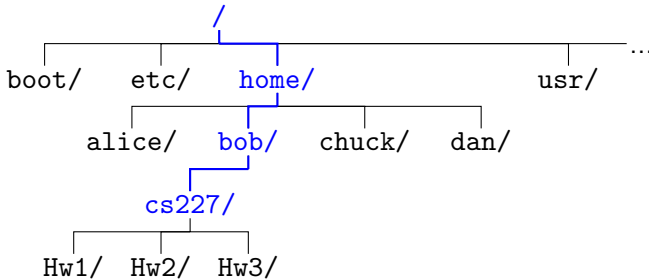 /
boot/ etc/ home/ usr/ ...
alice/ bob/ chuck/ dan/
cs227/
Hw1/ Hw2/ Hw3/